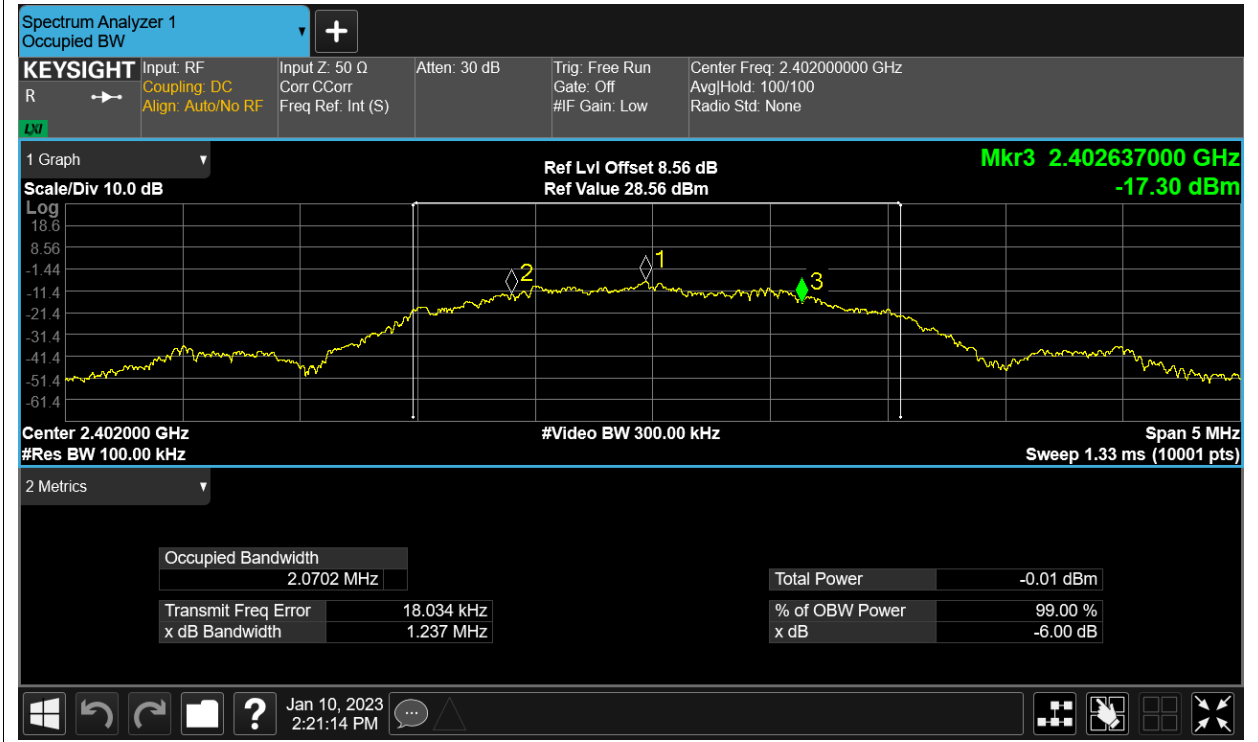 Spectrum Analyzer 1
Occupied BW
KEYSIGHT
R
LXI
Input: RF
Coupling: DC
Align: Auto/No RF
Input Z: 50 Ω
Corr CCorr
Freq Ref: Int (S)
Atten: 30 dB
Trig: Free Run
Gate: Off
#IF Gain: Low
Center Freq: 2.402000000 GHz
Avg|Hold: 100/100
Radio Std: None
1 Graph
Scale/Div 10.0 dB
Ref Lvl Offset 8.56 dB
Ref Value 28.56 dBm
Mkr3 2.402637000 GHz
-17.30 dBm
Log
18.6
8.56
-1.44
-11.4
-21.4
-31.4
-41.4
-51.4
-61.4
2
1
3
Center 2.402000 GHz
#Video BW 300.00 kHz
Span 5 MHz
#Res BW 100.00 kHz
Sweep 1.33 ms (10001 pts)
2 Metrics
Occupied Bandwidth
2.0702 MHz
Total Power -0.01 dBm
Transmit Freq Error 18.034 kHz
% of OBW Power 99.00 %
x dB Bandwidth 1.237 MHz
x dB -6.00 dB
?
Jan 10, 2023
2:21:14 PM